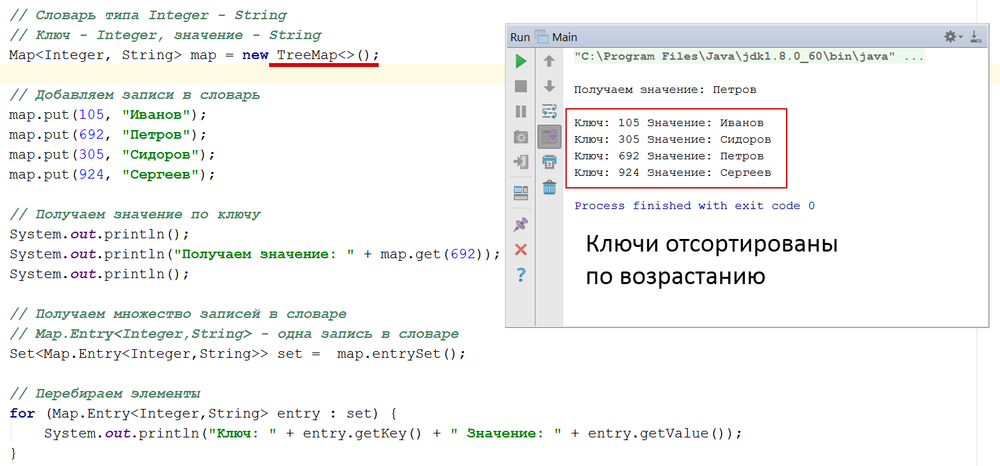 // Словарь типа Integer - String
// Ключ - Integer, значение - String
Map<Integer, String> map = new TreeMap<>();
// Добавляем записи в словарь
map.put(105, "Иванов");
map.put(692, "Петров");
map.put(305, "Сидоров");
map.put(924, "Сергеев");
// Получаем значение по ключу
System.out.println();
System.out.println("Получаем значение: " + map.get(692));
System.out.println();
// Получаем множество записей в словаре
// Map.Entry<Integer,String> - одна запись в словаре
Set<Map.Entry<Integer,String>> set =  map.entrySet();
// Перебираем элементы
for (Map.Entry<Integer,String> entry : set) {
    System.out.println("Ключ: " + entry.getKey() + " Значение: " + entry.getValue());
}
Run Main
"C:\Program Files\Java\jdk1.8.0_60\bin\java" ...
Получаем значение: Петров
Ключ: 105 Значение: Иванов
Ключ: 305 Значение: Сидоров
Ключ: 692 Значение: Петров
Ключ: 924 Значение: Сергеев
Process finished with exit code 0
Ключи отсортированы
по возрастанию